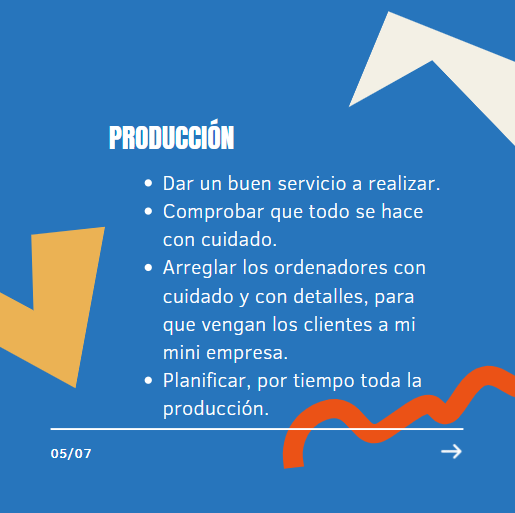 PRODUCCIÓN
• Dar un buen servicio a realizar.
• Comprobar que todo se hace
con cuidado.
• Arreglar los ordenadores con
cuidado y con detalles, para
que vengan los clientes a mi
mini empresa.
• Planificar, por tiempo toda la
producción.
05/07